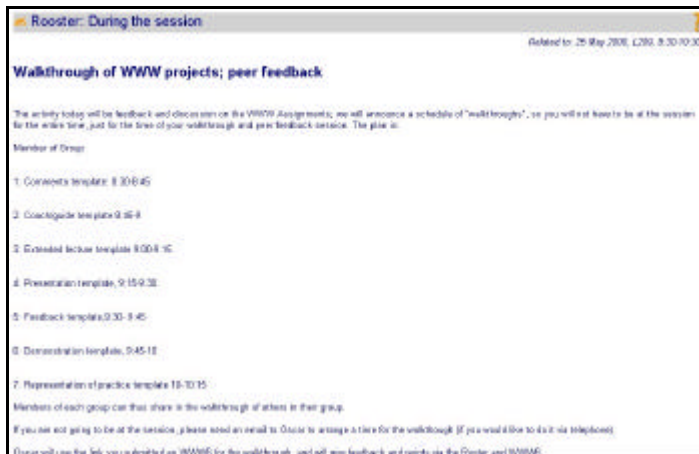 Rooster: During the session
Related to: 25 May 2000, L209, 8:30-10:30
Walkthrough of WWW projects; peer feedback
The activity today will be feedback and discussion on the WWW Assignments; we will announce a schedule of "walkthroughs", so you will not have to be at the session
for the entire time, just for the time of your walkthrough and peer feedback session. The plan is:
Member of Group
1. Comments template: 8:30-8:45
2. template 8:45-9
3. Extended lecture template 9:00-9:15
4. Presentation template, 9:15-9:30
5. Feedback template, 9:30- 9:45
6. Demonstration template, 9:45-10
7. Representation of practice template 10-10:15
Members of each group can thus share in the walkthrough of others in their group.
If you are not going to be at the session, please send an email to Oscar to arrange a time for the walkthough (if you would like to do it via telephone)
Oscar will use the link you submitted on for the walkthrough, and will give feedback and points via the Roster and